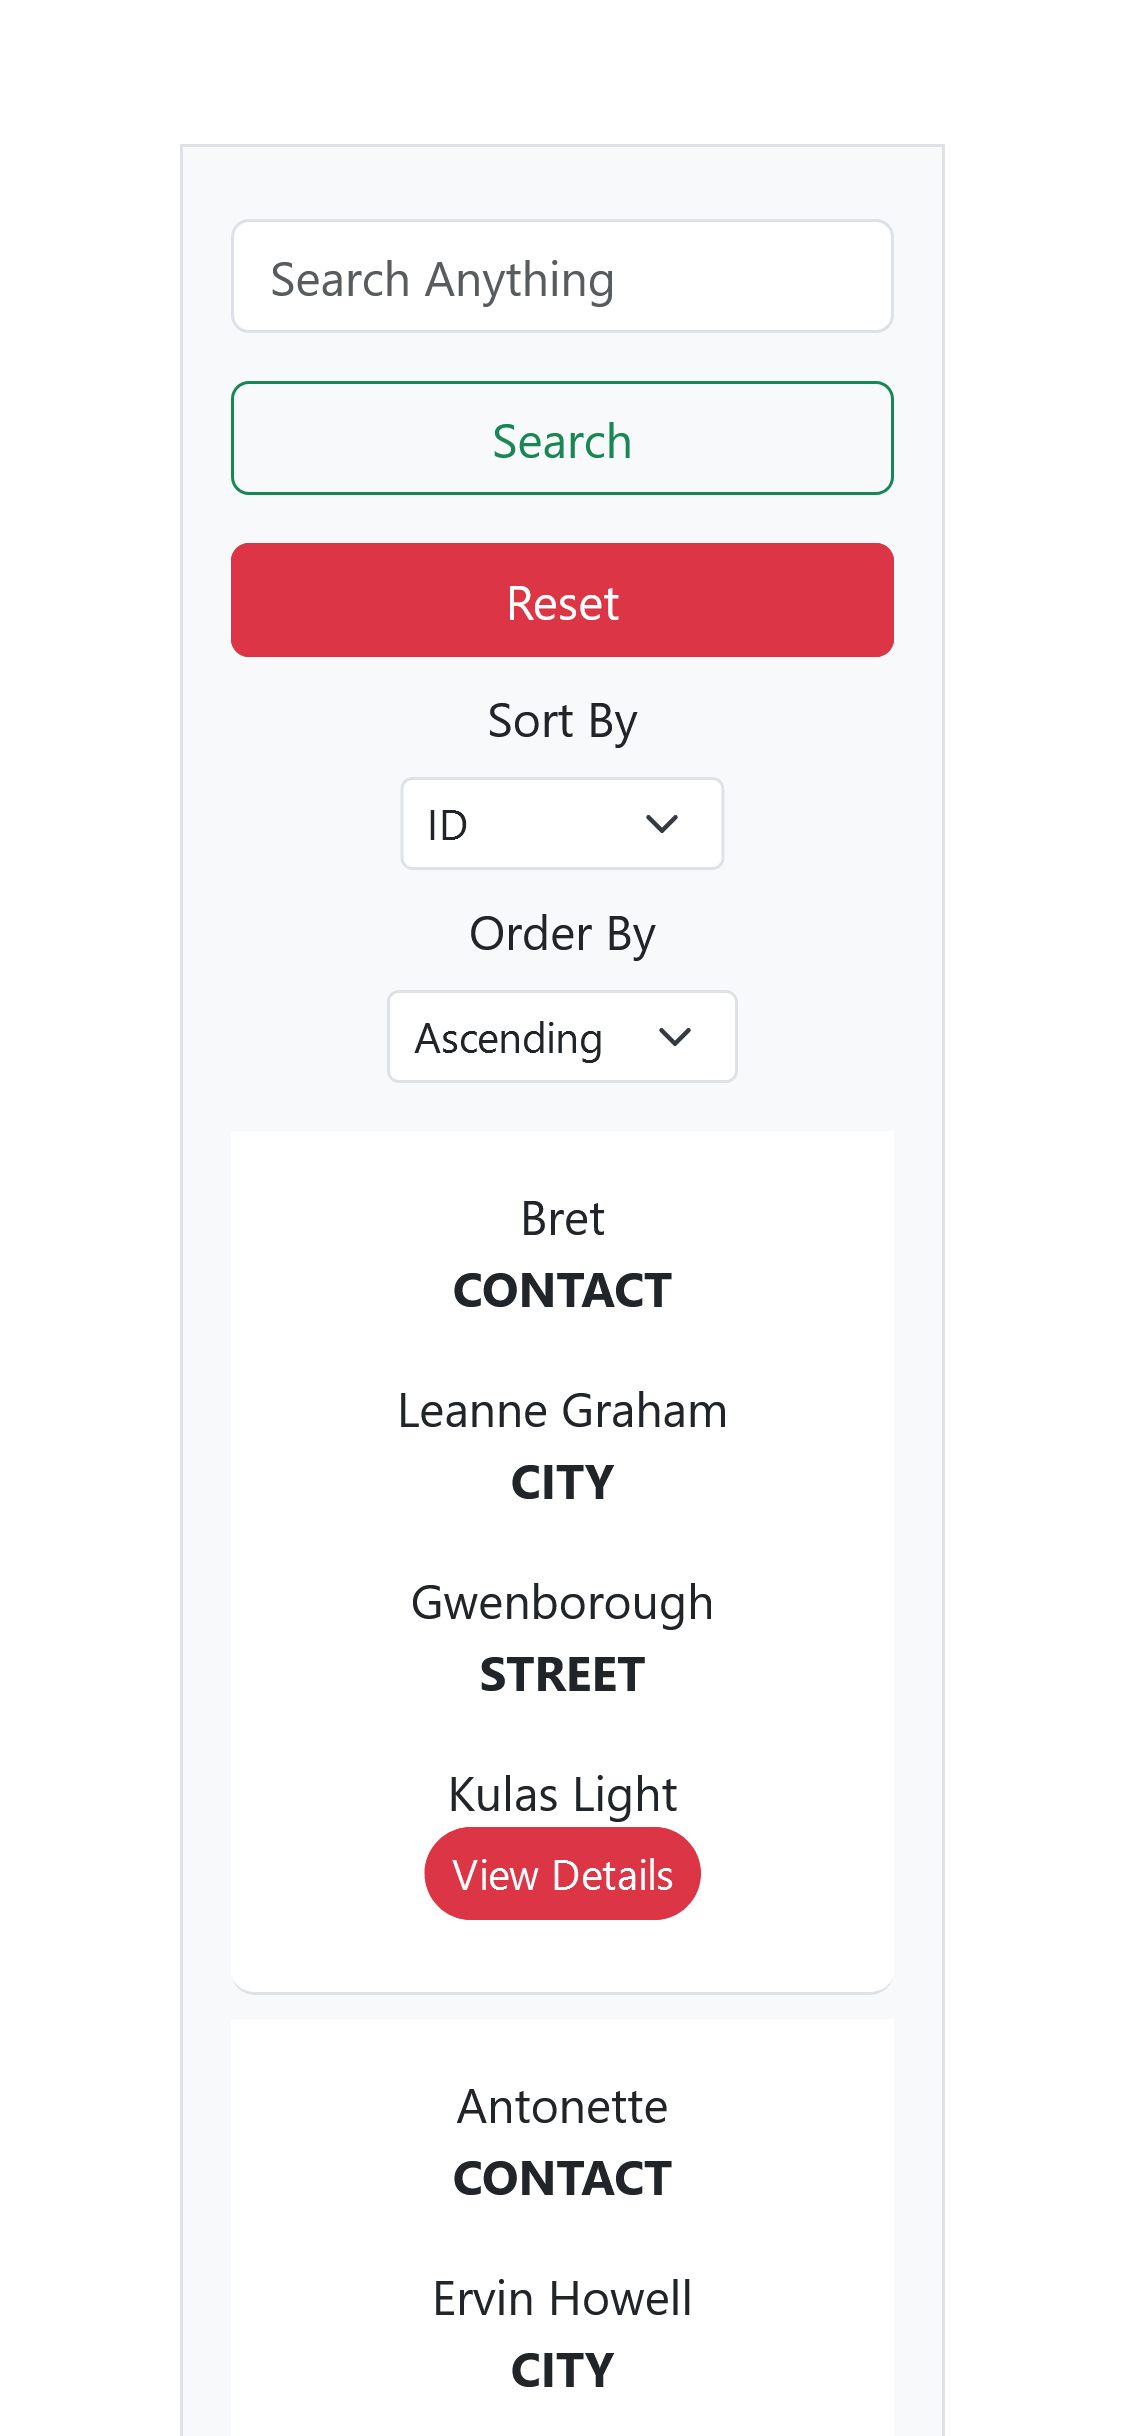 Search Anything
Search
Reset
Sort By
ID
Order By
Ascending
Bret
CONTACT
Leanne Graham
CITY
Gwenborough
STREET
Kulas Light
View Details
Antonette
CONTACT
Ervin Howell
CITY